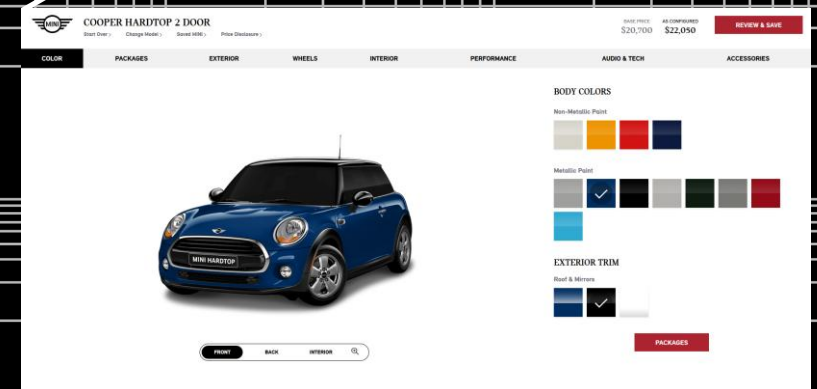 MINI
COOPER HARDTOP 2 DOOR
Start Over > Change Model > Saved MINI > Price Disclosure >
BASE PRICE AS CONFIGURED
$20,700 $22,050
REVIEW & SAVE
COLOR PACKAGES EXTERIOR WHEELS INTERIOR PERFORMANCE AUDIO & TECH ACCESSORIES
BODY COLORS
Non-Metallic Paint
Metallic Paint
MINI HARDTOP
EXTERIOR TRIM
Roof & Mirrors
PACKAGES
FRONT BACK INTERIOR